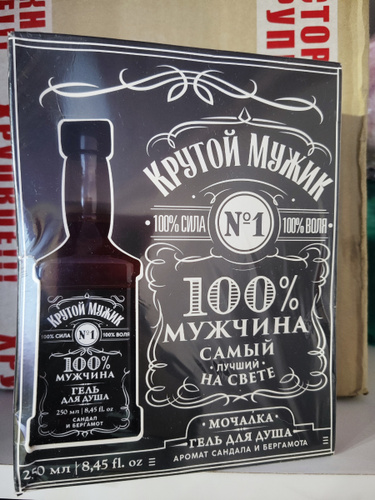 КРУТОЙ МУЖИК
100% СИЛА №1 100% ВОЛЯ
100%
МУЖЧИНА
САМЫЙ
ЛУЧШИЙ
НА СВЕТЕ
МОЧАЛКА
ГЕЛЬ ДЛЯ ДУША
АРОМАТ САНДАЛА И БЕРГАМОТА
КРУТОЙ МУЖИК
100% СИЛА №1 100% ВОЛЯ
100%
МУЖЧИНА
ГЕЛЬ
ДЛЯ ДУША
250 мл | 8,45 fl. oz
САНДАЛ
И БЕРГАМОТ
250 мл | 8,45 fl. oz